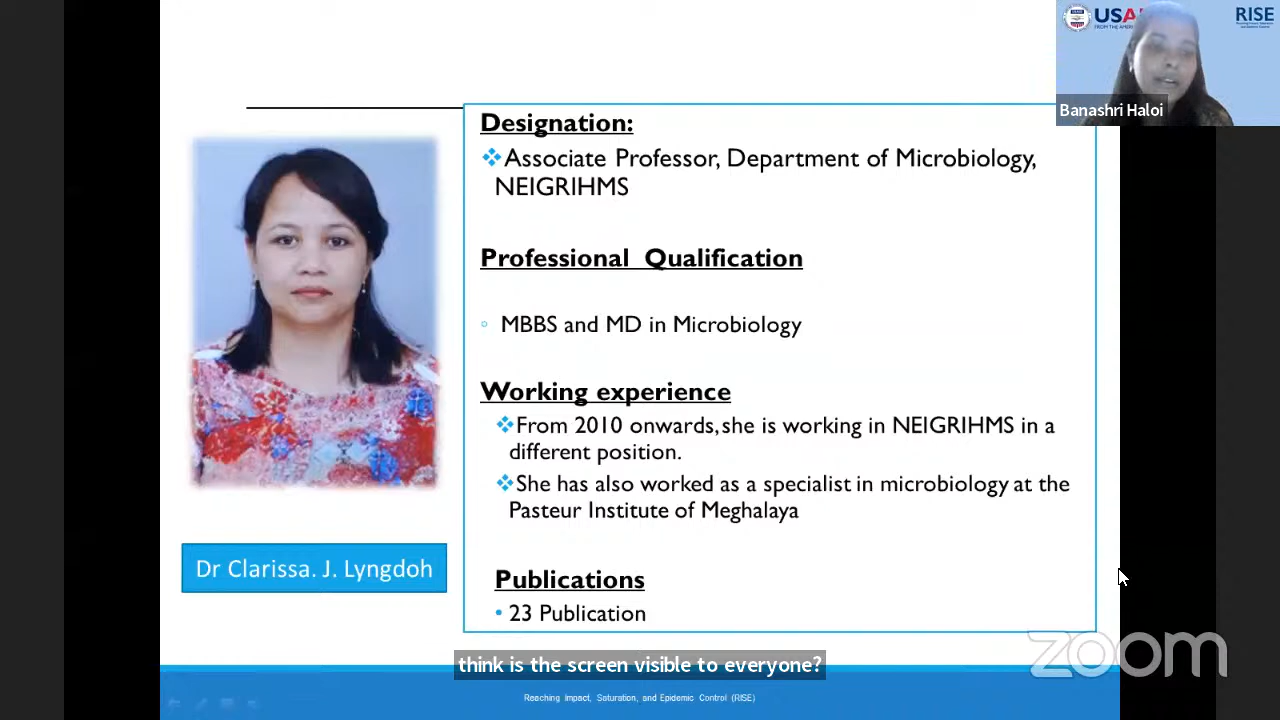 USA
RISE
Banashri Haloi
Designation:
Associate Professor, Department of Microbiology,
NEIGRIHMS
Professional Qualification
MBBS and MD in Microbiology
Working experience
From 2010 onwards, she is working in NEIGRIHMS in a
different position.
She has also worked as a specialist in microbiology at the
Pasteur Institute of Meghalaya
Dr Clarissa. J. Lyngdoh
Publications
23 Publication
zoom
think is the screen visible to everyone?
Reaching Impact, Saturation, and Epidemic Control (RISE)